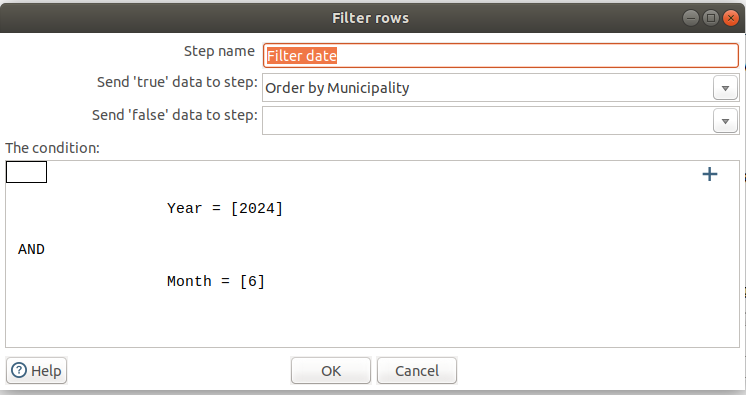 Filter rows
Step name Filter date
Send 'true' data to step: Order by Municipality
Send 'false' data to step:
The condition:
Year = [2024]
AND
Month = [6]
Help OK Cancel